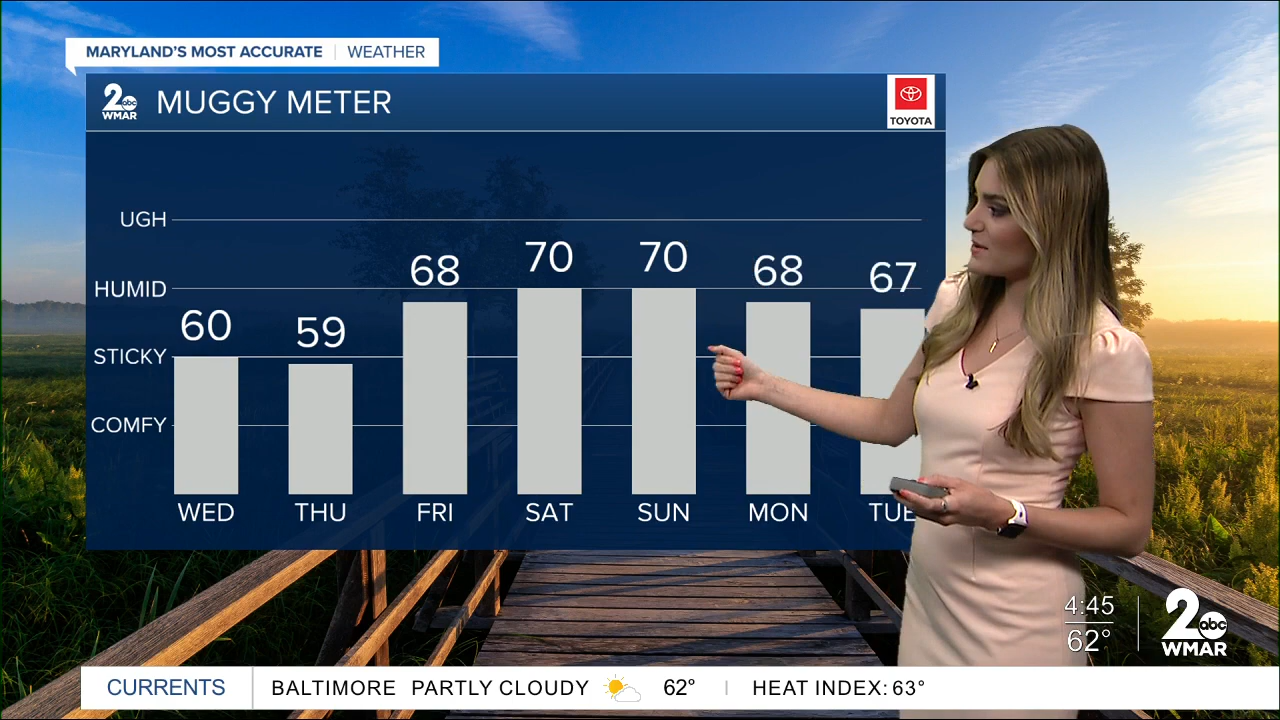 MARYLAND'S MOST ACCURATE | WEATHER
2 abc WMAR
MUGGY METER
TOYOTA
UGH
HUMID
STICKY
COMFY
60 59 68 70 70 68 67
WED THU FRI SAT SUN MON TUE
4:45
62°
2 abc
WMAR
CURRENTS BALTIMORE PARTLY CLOUDY 62° | HEAT INDEX: 63°